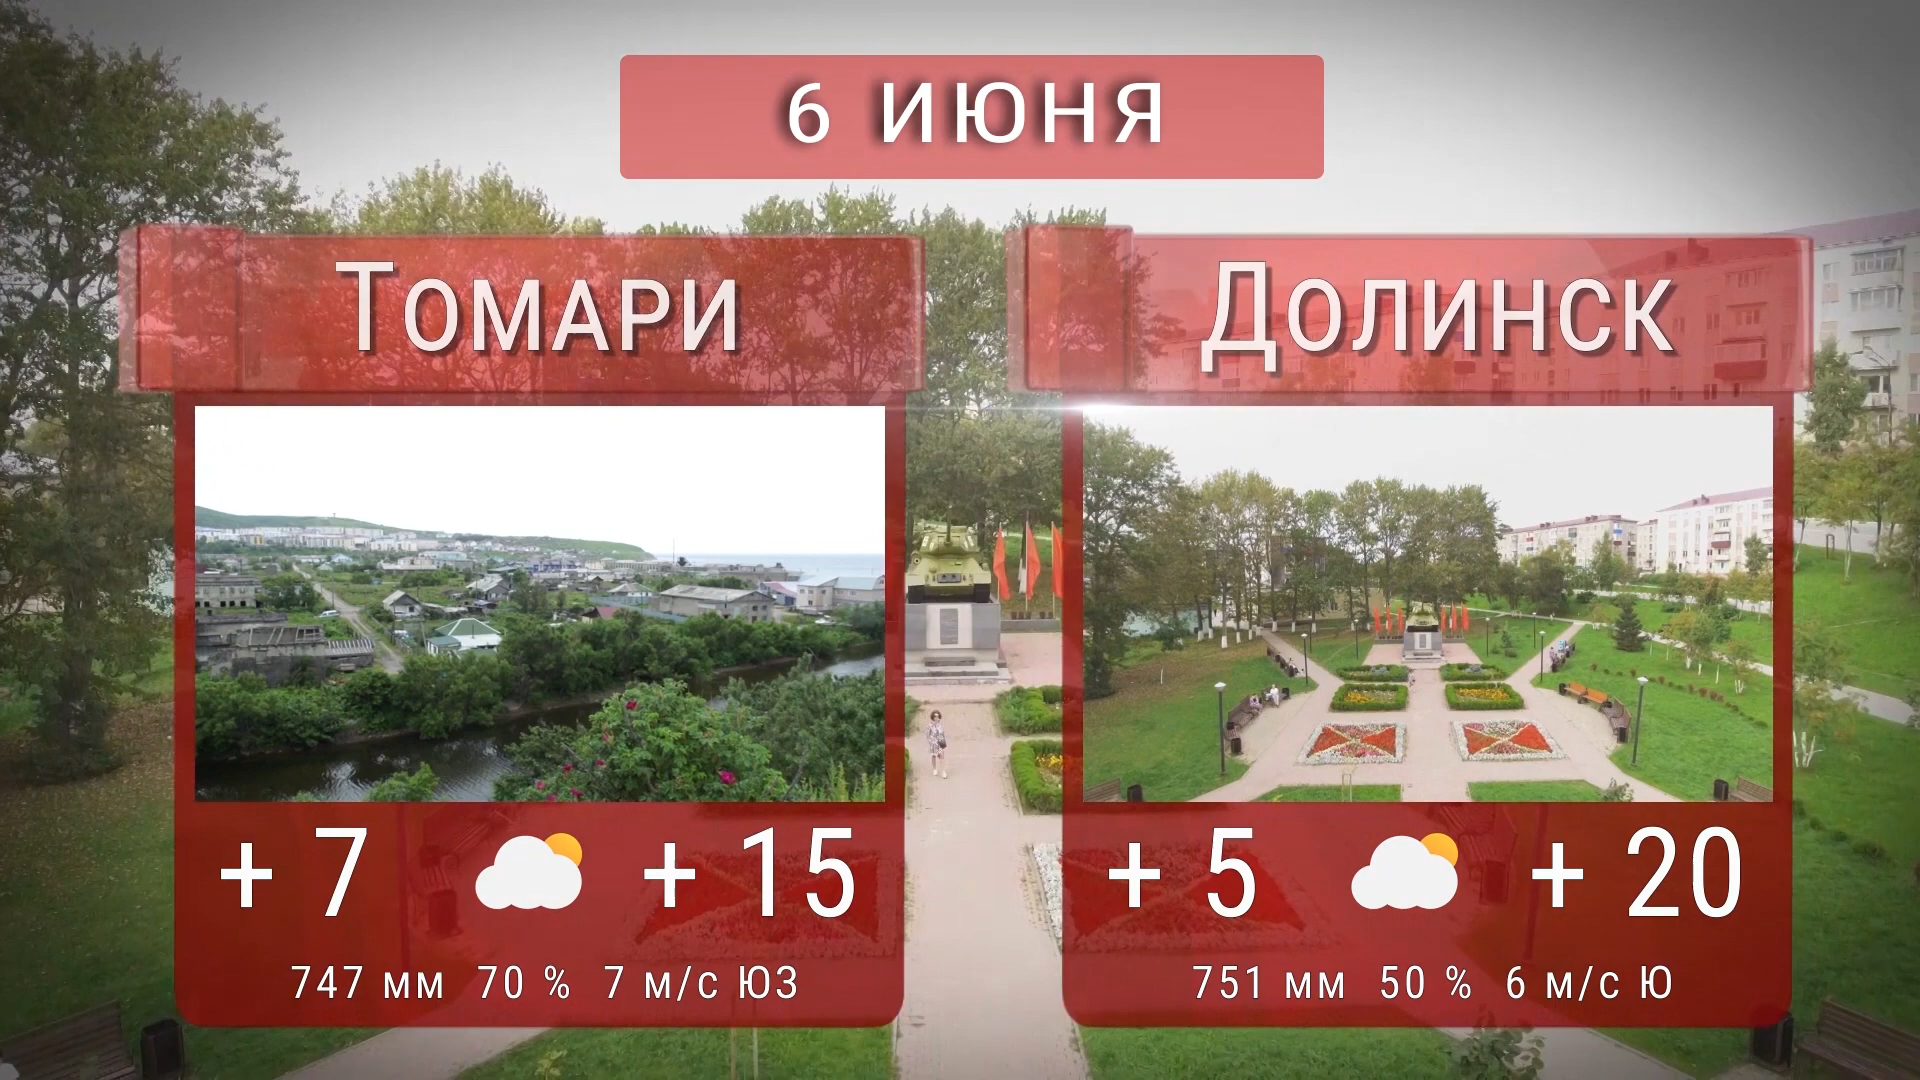 6 ИЮНЯ
Томари
Долинск
+ 7 + 15
747 мм 70 % 7 м/с ЮЗ
+ 5 + 20
751 мм 50 % 6 м/с Ю